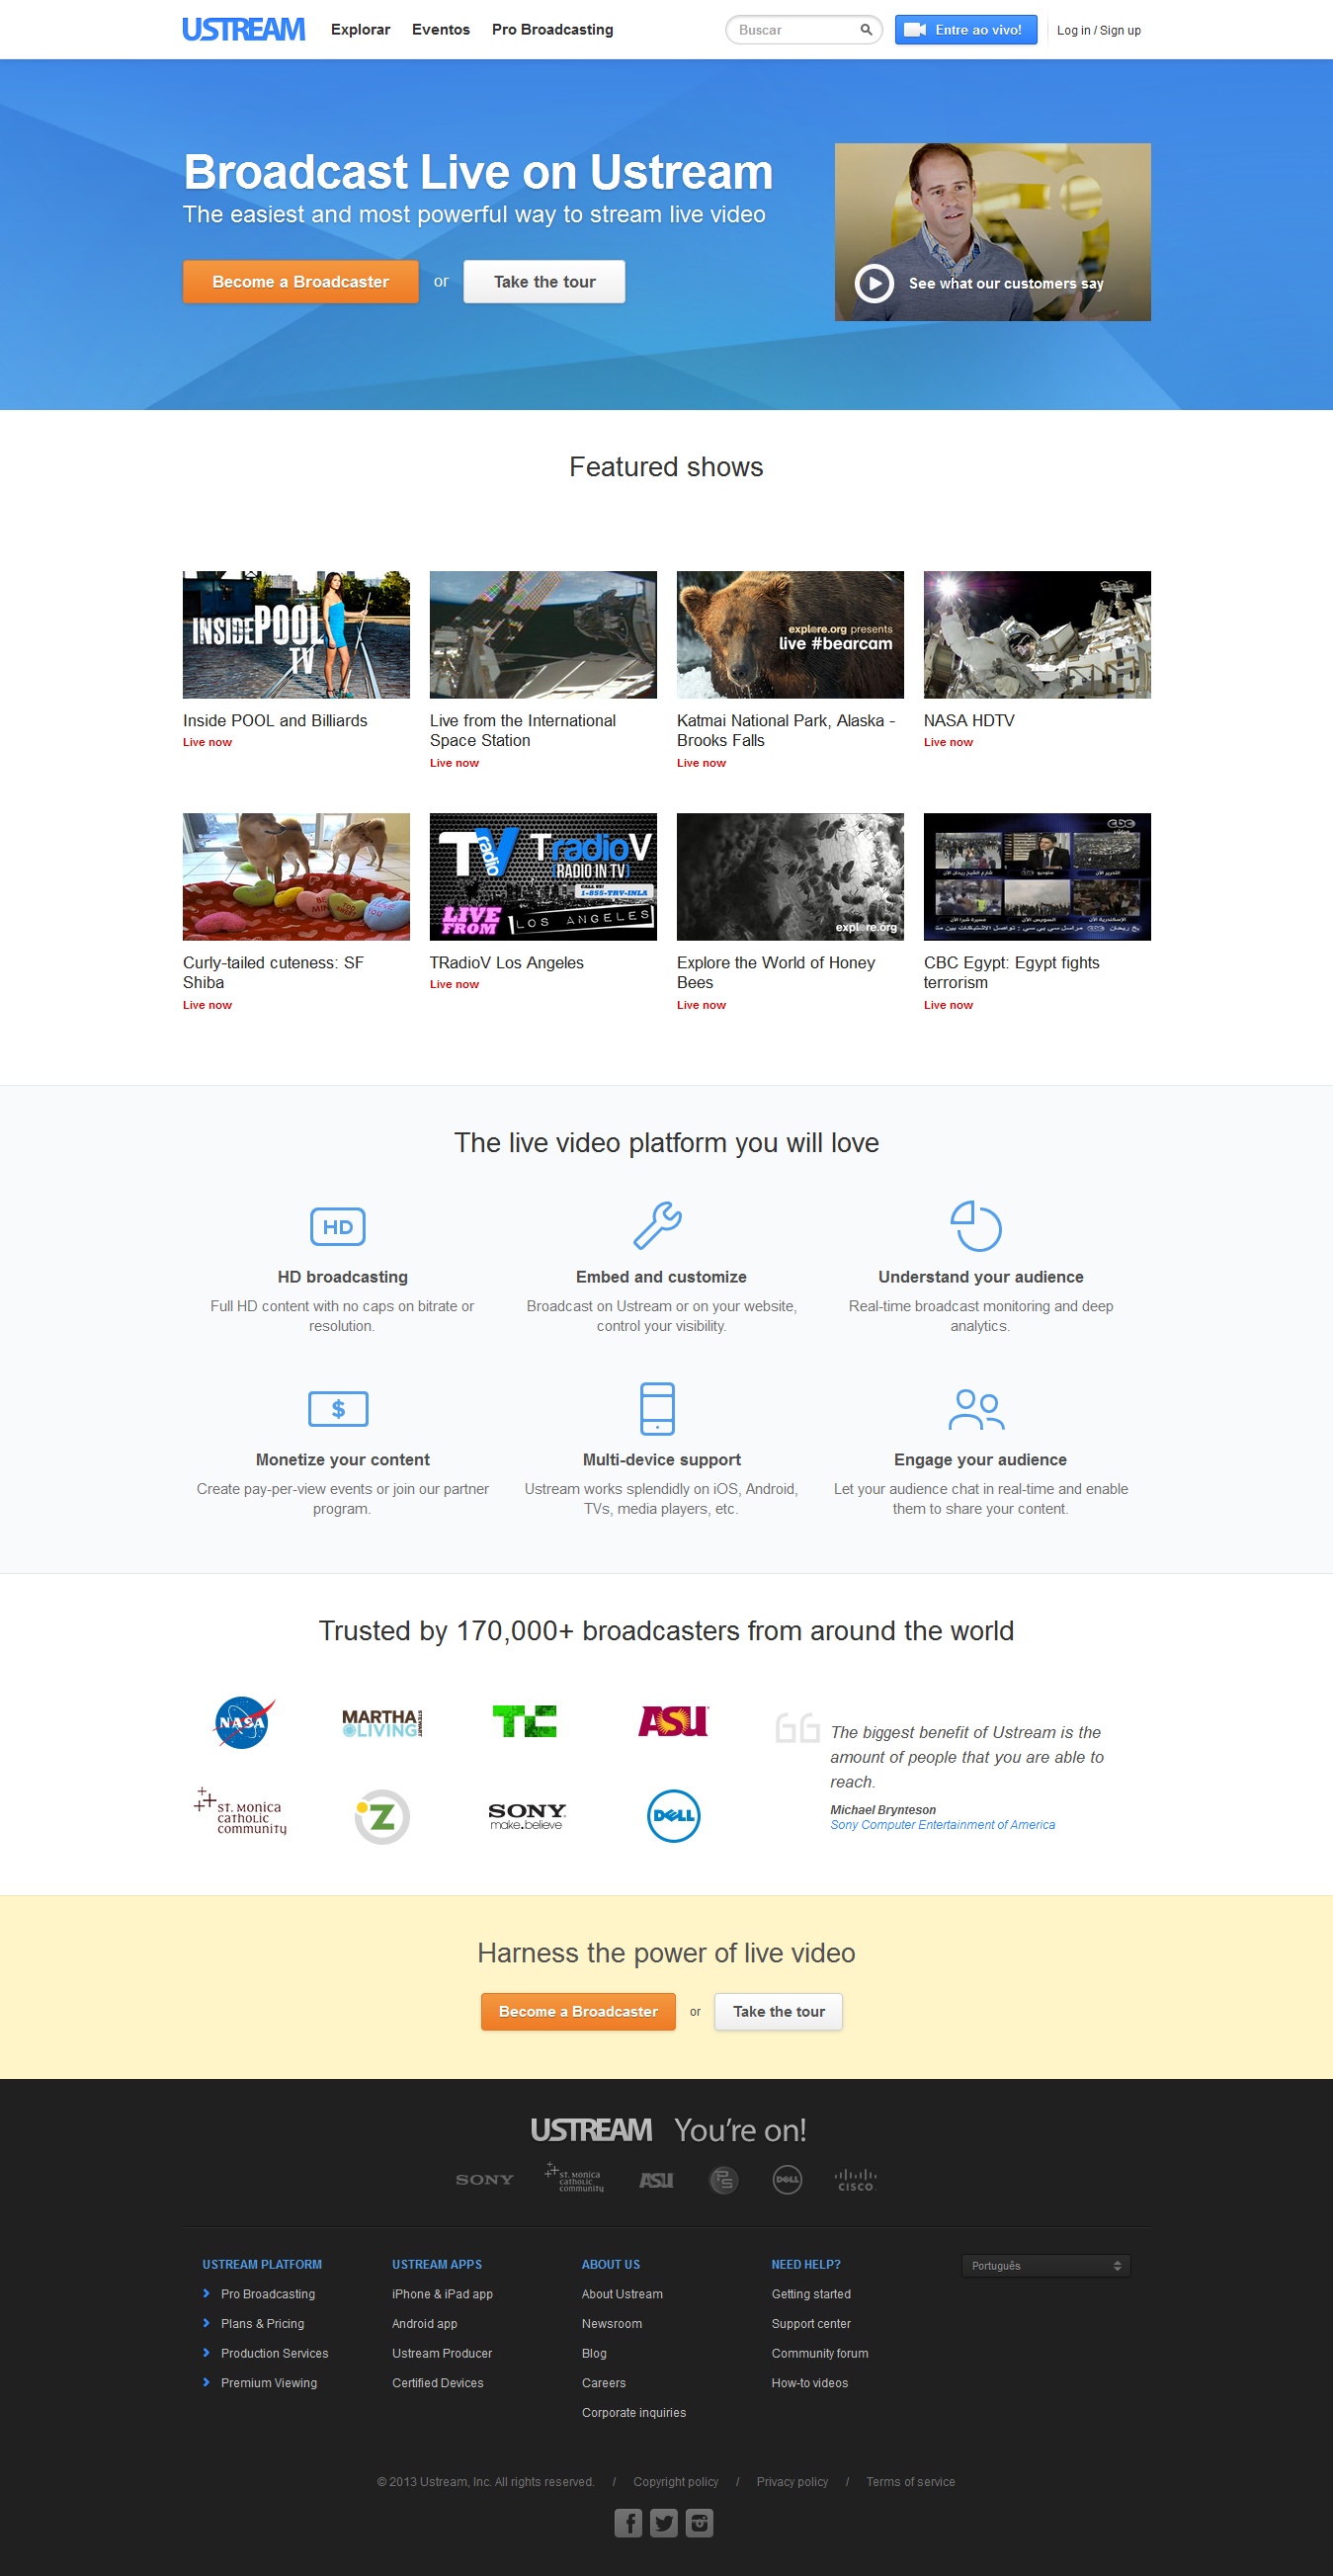 USTREAM Explorar Eventos Pro Broadcasting Buscar Entre ao vivo! Log in / Sign up
Broadcast Live on Ustream
The easiest and most powerful way to stream live video
Become a Broadcaster or Take the tour
See what our customers say
Featured shows
INSIDE POOL
TV
explore.org presents
live #bearcam
Inside POOL and Billiards
Live now
Live from the International
Space Station
Live now
Katmai National Park, Alaska -
Brooks Falls
Live now
NASA HDTV
Live now
TV radio TradioV
[RADIO IN TV]
CALL US!
1-855-TRV-INLA
LIVE FROM LOS ANGELES
explore.org
cbc
Curly-tailed cuteness: SF
Shiba
Live now
TRadioV Los Angeles
Live now
Explore the World of Honey
Bees
Live now
CBC Egypt: Egypt fights
terrorism
Live now
The live video platform you will love
HD
HD broadcasting
Full HD content with no caps on bitrate or
resolution.
Embed and customize
Broadcast on Ustream or on your website,
control your visibility.
Understand your audience
Real-time broadcast monitoring and deep
analytics.
$
Monetize your content
Create pay-per-view events or join our partner
program.
Multi-device support
Ustream works splendidly on iOS, Android,
TVs, media players, etc.
Engage your audience
Let your audience chat in real-time and enable
them to share your content.
Trusted by 170,000+ broadcasters from around the world
NASA
MARTHA STEWART
LIVING
TC
ASU
ST. MONICA
catholic
community
Z
SONY
make.believe
DELL
The biggest benefit of Ustream is the
amount of people that you are able to
reach.
Michael Brynteson
Sony Computer Entertainment of America
Harness the power of live video
Become a Broadcaster or Take the tour
USTREAM You're on!
SONY
ST. MONICA
catholic
community
ASU
PS
DELL
CISCO
USTREAM PLATFORM
Pro Broadcasting
Plans & Pricing
Production Services
Premium Viewing
USTREAM APPS
iPhone & iPad app
Android app
Ustream Producer
Certified Devices
ABOUT US
About Ustream
Newsroom
Blog
Careers
Corporate inquiries
NEED HELP?
Getting started
Support center
Community forum
How-to videos
Português
© 2013 Ustream, Inc. All rights reserved. / Copyright policy / Privacy policy / Terms of service